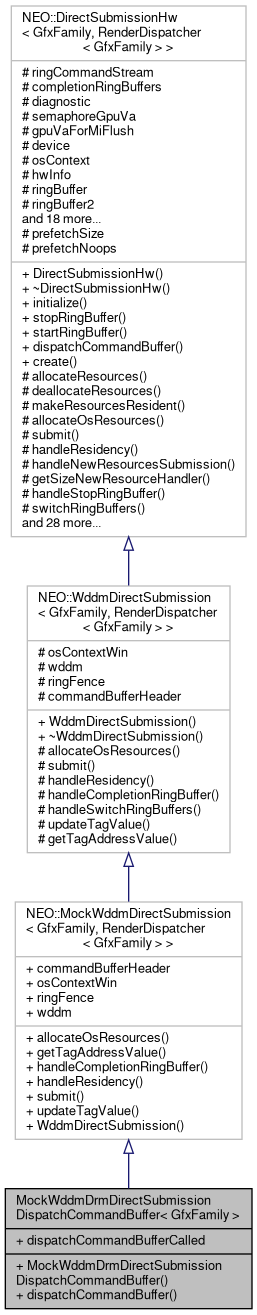 NEO::DirectSubmissionHw
< GfxFamily, RenderDispatcher
< GfxFamily > >
# ringCommandStream
# completionRingBuffers
# diagnostic
# semaphoreGpuVa
# gpuVaForMiFlush
# device
# osContext
# hwInfo
# ringBuffer
# ringBuffer2
and 18 more...
# prefetchSize
# prefetchNoops
+ DirectSubmissionHw()
+ ~DirectSubmissionHw()
+ initialize()
+ stopRingBuffer()
+ startRingBuffer()
+ dispatchCommandBuffer()
+ create()
# allocateResources()
# deallocateResources()
# makeResourcesResident()
# allocateOsResources()
# submit()
# handleResidency()
# handleNewResourcesSubmission()
# getSizeNewResourceHandler()
# handleStopRingBuffer()
# switchRingBuffers()
and 28 more...
NEO::WddmDirectSubmission
< GfxFamily, RenderDispatcher
< GfxFamily > >
# osContextWin
# wddm
# ringFence
# commandBufferHeader
+ WddmDirectSubmission()
+ ~WddmDirectSubmission()
# allocateOsResources()
# submit()
# handleResidency()
# handleCompletionRingBuffer()
# handleSwitchRingBuffers()
# updateTagValue()
# getTagAddressValue()
NEO::MockWddmDirectSubmission
< GfxFamily, RenderDispatcher
< GfxFamily > >
+ commandBufferHeader
+ osContextWin
+ ringFence
+ wddm
+ allocateOsResources()
+ getTagAddressValue()
+ handleCompletionRingBuffer()
+ handleResidency()
+ submit()
+ updateTagValue()
+ WddmDirectSubmission()
MockWddmDrmDirectSubmission
DispatchCommandBuffer< GfxFamily >
+ dispatchCommandBufferCalled
+ MockWddmDrmDirectSubmission
DispatchCommandBuffer()
+ dispatchCommandBuffer()